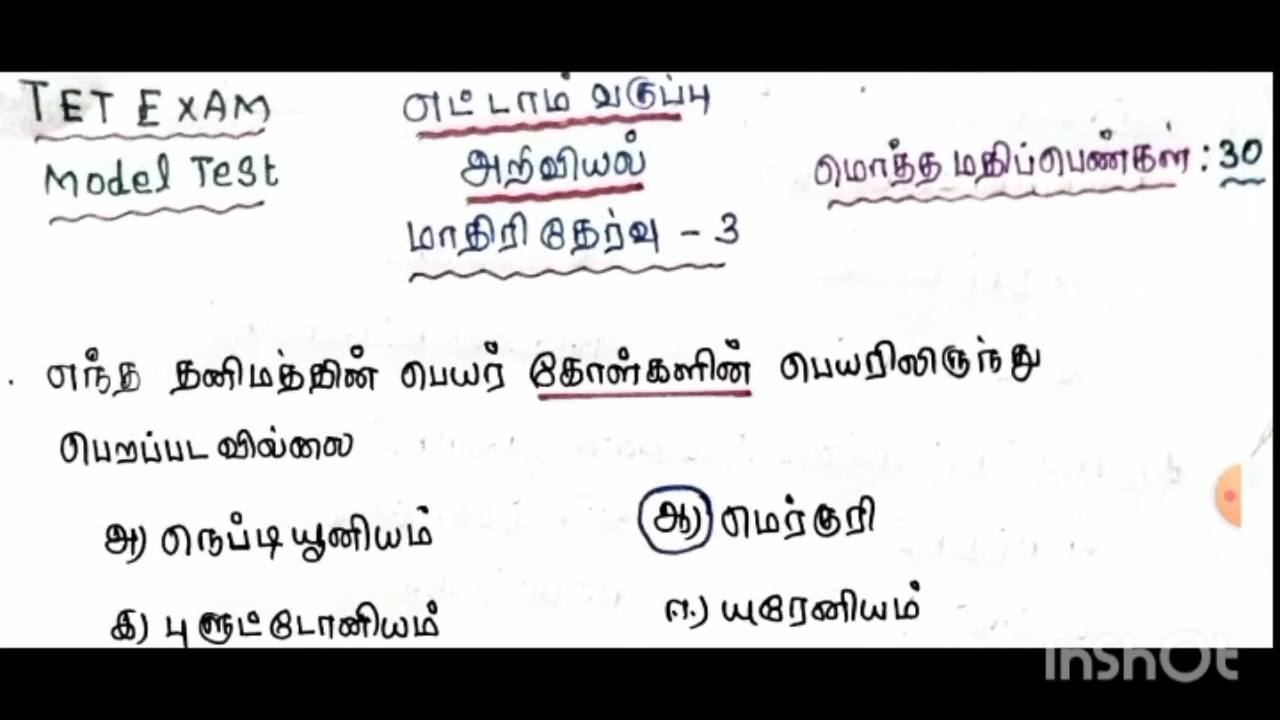 TET EXAM
Model Test
எட்டாம் வகுப்பு
அறிவியல்
மாதிரி தேர்வு - 3
மொத்த மதிப்பெண்கள் : 30
. எந்த தனிமத்தின் பெயர் கோள்களின் பெயரிலிருந்து
பெறப்பட வில்லை
அ) நெப்டியூனியம்
ஆ) மெர்குரி
இ) புளூட்டோனியம்
ஈ) யுரேனியம்
InShOt